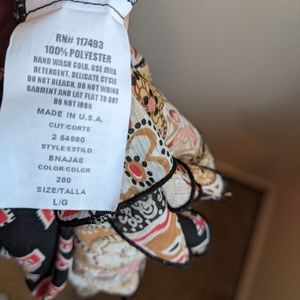 RN# 117493
100% POLYESTER
HAND WASH COLD. USE MILD
DETERGENT. DELICATE CYCLE
DO NOT BLEACH. DO NOT WRING
GARMENT AND LAY FLAT TO DRY
DO NOT IRON
MADE IN U.S.A.
CUT/CORTE
2 54880
STYLE/ESTILO
BNAJA8
COLOR/COLOR
200
SIZE/TALLA
L/G